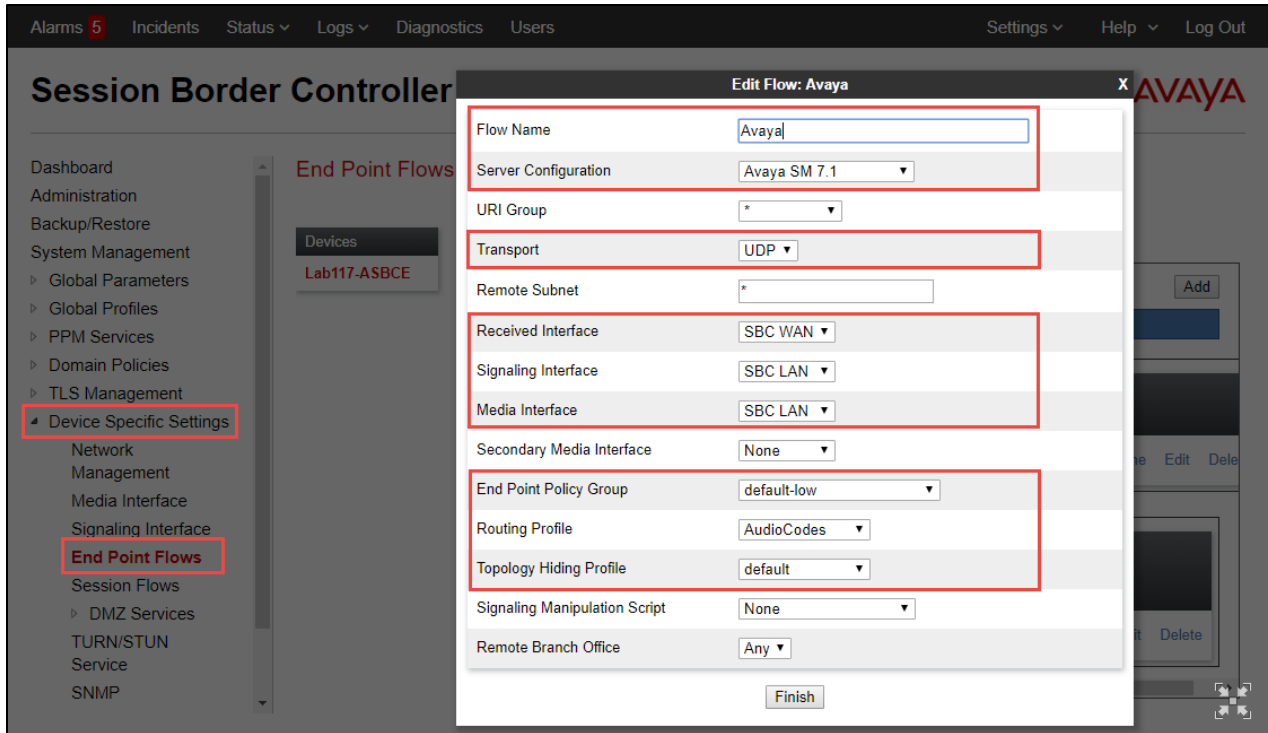 Alarms 5 Incidents Status Logs Diagnostics Users Settings Help Log Out
Session Border Controller
AVAYA
Edit Flow: Avaya X
Flow Name Avaya
Server Configuration Avaya SM 7.1
URI Group *
Transport UDP
Remote Subnet *
Received Interface SBC WAN
Signaling Interface SBC LAN
Media Interface SBC LAN
Secondary Media Interface None
End Point Policy Group default-low
Routing Profile AudioCodes
Topology Hiding Profile default
Signaling Manipulation Script None
Remote Branch Office Any
Finish
Dashboard
Administration
Backup/Restore
System Management
Global Parameters
Global Profiles
PPM Services
Domain Policies
TLS Management
Device Specific Settings
Network
Management
Media Interface
Signaling Interface
End Point Flows
Session Flows
DMZ Services
TURN/STUN
Service
SNMP
End Point Flows
Devices
Lab117-ASBCE
Add
Edit Dele
Delete